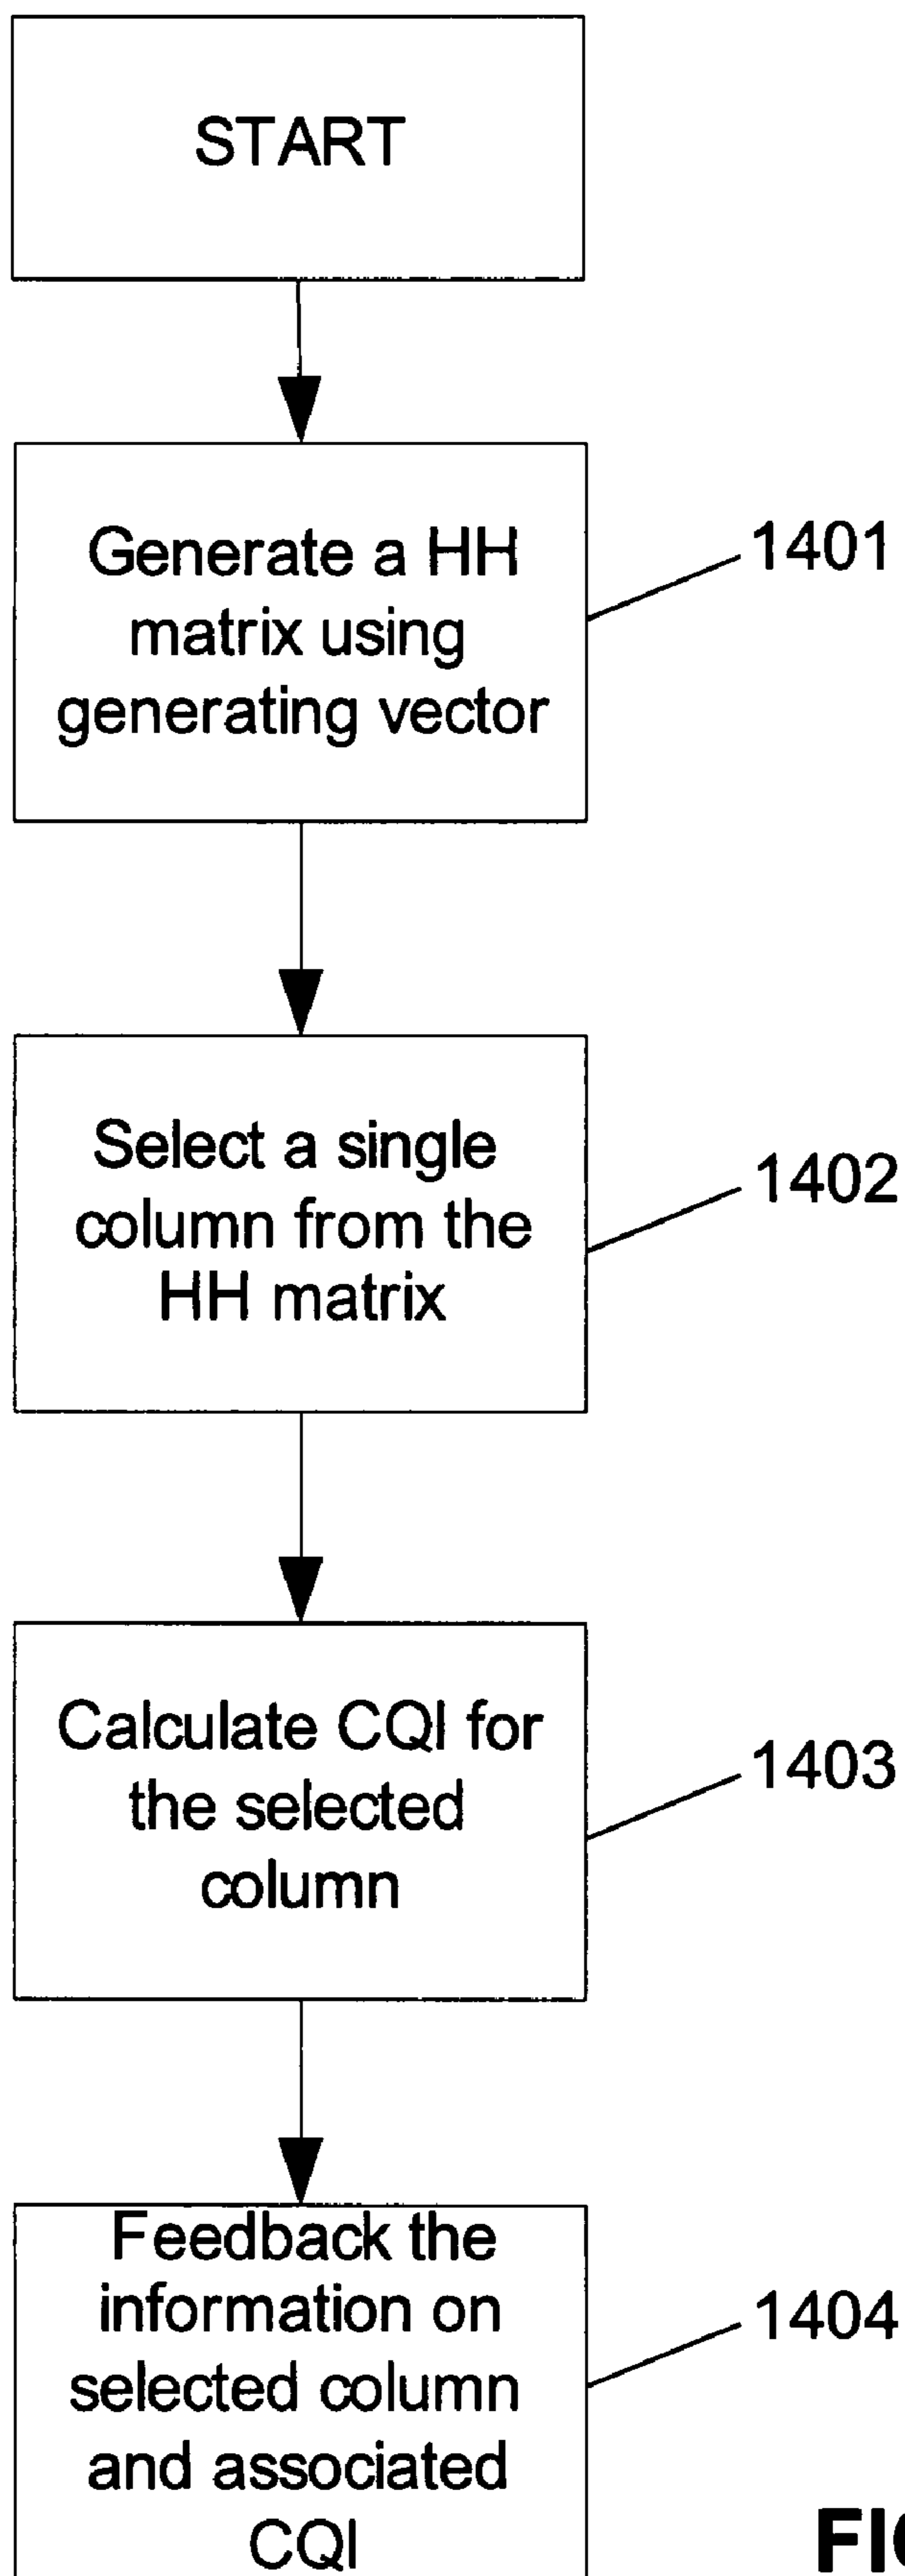 START
Generate a HH
matrix using
generating vector
1401
Select a single
column from the
HH matrix
1402
Calculate CQI for
the selected
column
1403
Feedback the
information on
selected column
and associated
CQI
1404